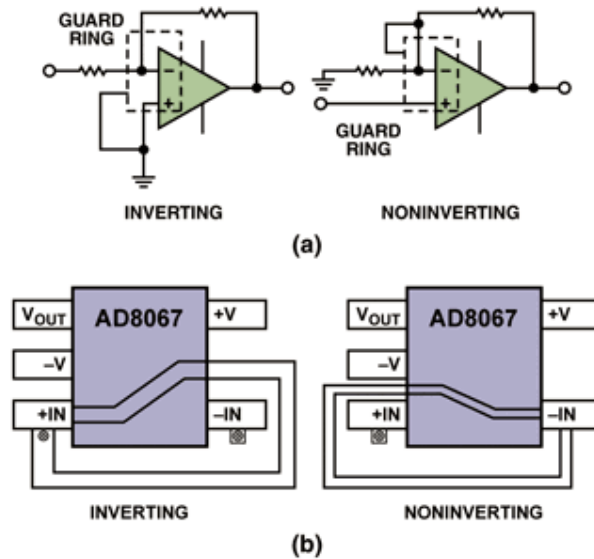 GUARD
RING
−
+
INVERTING
−
+
GUARD
RING
NONINVERTING
(a)
VOUT
AD8067
+V
−V
+IN
−IN
INVERTING
VOUT
AD8067
+V
−V
+IN
−IN
NONINVERTING
(b)